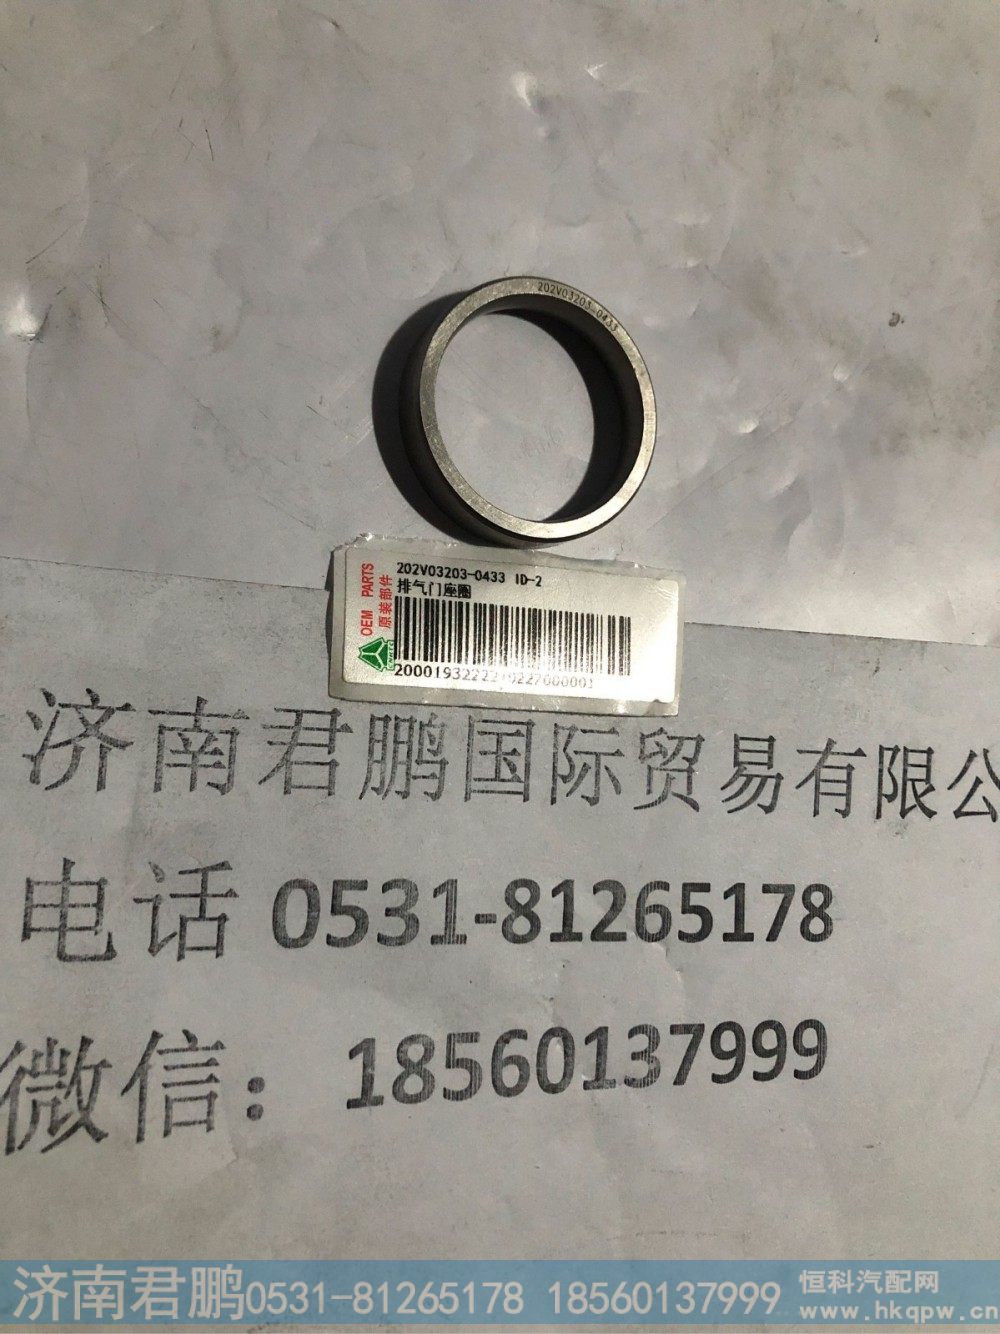 202V03203-0433
202V03203-0433 ID-2
排气门座圈
OEM PARTS
原装部件
济南君鹏国际贸易有限公
电话 0531-81265178
微信：18560137999
济南君鹏0531-81265178 18560137999
恒科汽配网
www.hkqpw.cn